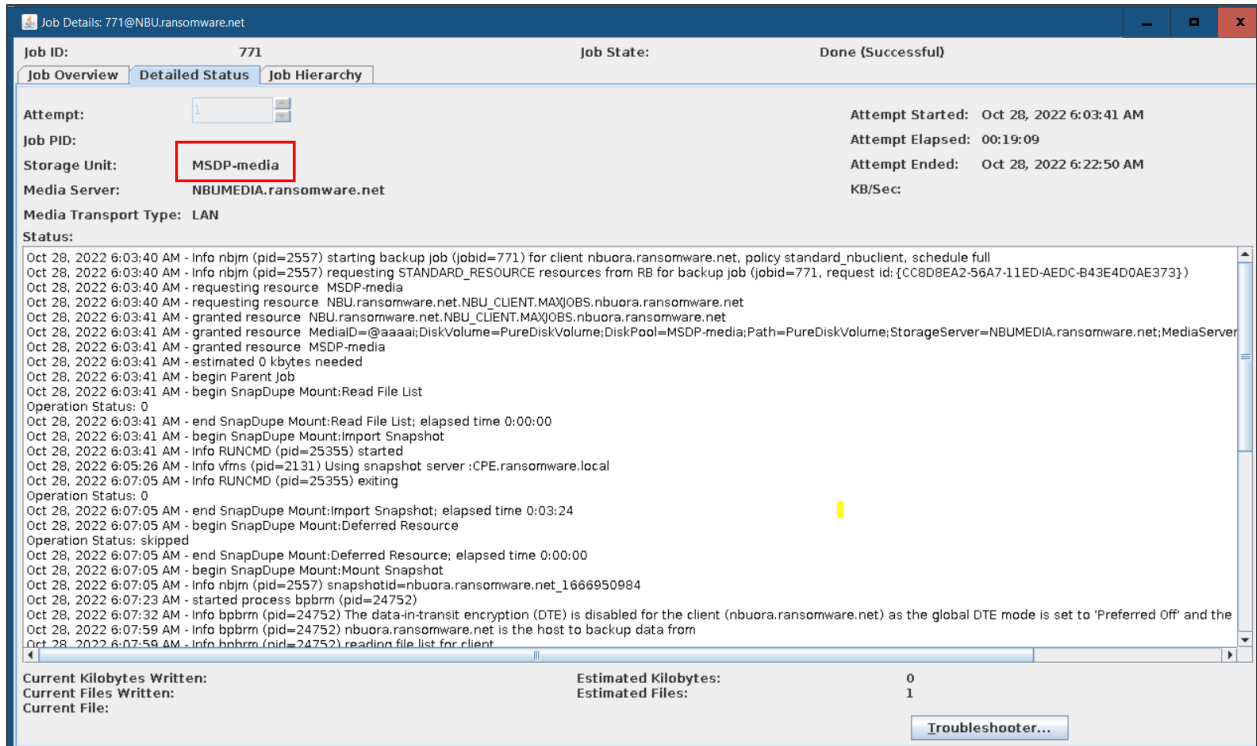 Job Details: 771@NBU.ransomware.net
Job ID: 771 Job State: Done (Successful)
Job Overview Detailed Status Job Hierarchy
Attempt: 1 Attempt Started: Oct 28, 2022 6:03:41 AM
Job PID: Attempt Elapsed: 00:19:09
Storage Unit: MSDP-media Attempt Ended: Oct 28, 2022 6:22:50 AM
Media Server: NBUMEDIA.ransomware.net KB/Sec:
Media Transport Type: LAN
Status:
Oct 28, 2022 6:03:40 AM - Info nbjm (pid=2557) starting backup job (jobid=771) for client nbuora.ransomware.net, policy standard_nbuclient, schedule full
Oct 28, 2022 6:03:40 AM - Info nbjm (pid=2557) requesting STANDARD_RESOURCE resources from RB for backup job (jobid=771, request id:{CC8D8EA2-56A7-11ED-AEDC-B43E4D0AE373})
Oct 28, 2022 6:03:40 AM - requesting resource MSDP-media
Oct 28, 2022 6:03:40 AM - requesting resource NBU.ransomware.net.NBU_CLIENT.MAXJOBS.nbuora.ransomware.net
Oct 28, 2022 6:03:41 AM - granted resource NBU.ransomware.net.NBU_CLIENT.MAXJOBS.nbuora.ransomware.net
Oct 28, 2022 6:03:41 AM - granted resource MediaID=@aaaai;DiskVolume=PureDiskVolume;DiskPool=MSDP-media;Path=PureDiskVolume;StorageServer=NBUMEDIA.ransomware.net;MediaServer
Oct 28, 2022 6:03:41 AM - granted resource MSDP-media
Oct 28, 2022 6:03:41 AM - estimated 0 kbytes needed
Oct 28, 2022 6:03:41 AM - begin Parent Job
Oct 28, 2022 6:03:41 AM - begin SnapDupe Mount:Read File List
Operation Status: 0
Oct 28, 2022 6:03:41 AM - end SnapDupe Mount:Read File List; elapsed time 0:00:00
Oct 28, 2022 6:03:41 AM - begin SnapDupe Mount:Import Snapshot
Oct 28, 2022 6:03:41 AM - Info RUNCMD (pid=25355) started
Oct 28, 2022 6:05:26 AM - Info vfms (pid=2131) Using snapshot server :CPE.ransomware.local
Oct 28, 2022 6:07:05 AM - Info RUNCMD (pid=25355) exiting
Operation Status: 0
Oct 28, 2022 6:07:05 AM - end SnapDupe Mount:Import Snapshot; elapsed time 0:03:24
Oct 28, 2022 6:07:05 AM - begin SnapDupe Mount:Deferred Resource
Operation Status: skipped
Oct 28, 2022 6:07:05 AM - end SnapDupe Mount:Deferred Resource; elapsed time 0:00:00
Oct 28, 2022 6:07:05 AM - begin SnapDupe Mount:Mount Snapshot
Oct 28, 2022 6:07:05 AM - Info nbjm (pid=2557) snapshotid=nbuora.ransomware.net_1666950984
Oct 28, 2022 6:07:23 AM - started process bpbrm (pid=24752)
Oct 28, 2022 6:07:32 AM - Info bpbrm (pid=24752) The data-in-transit encryption (DTE) is disabled for the client (nbuora.ransomware.net) as the global DTE mode is set to 'Preferred Off' and the
Oct 28, 2022 6:07:59 AM - Info bpbrm (pid=24752) nbuora.ransomware.net is the host to backup data from
Oct 28, 2022 6:07:59 AM - Info bpbrm (pid=24752) reading file list for client
Current Kilobytes Written: Estimated Kilobytes: 0
Current Files Written: Estimated Files: 1
Current File:
Troubleshooter...